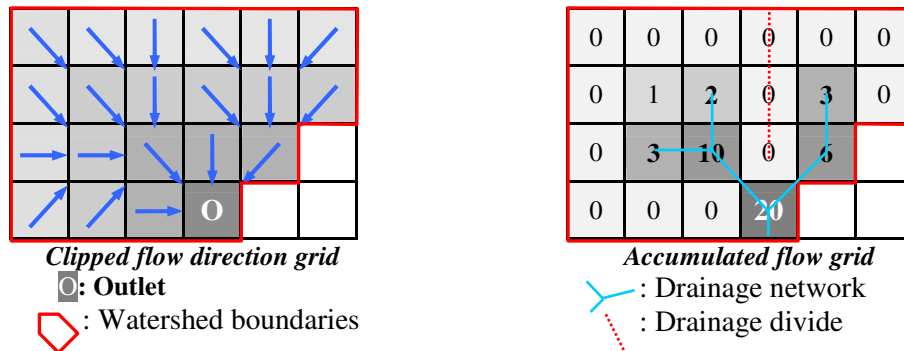 0 0 0 0 0 0
0 1 2 0 3 0
0 3 10 0 6
O
0 0 0 20
Clipped flow direction grid
Accumulated flow grid
O: Outlet
: Watershed boundaries
: Drainage network
: Drainage divide